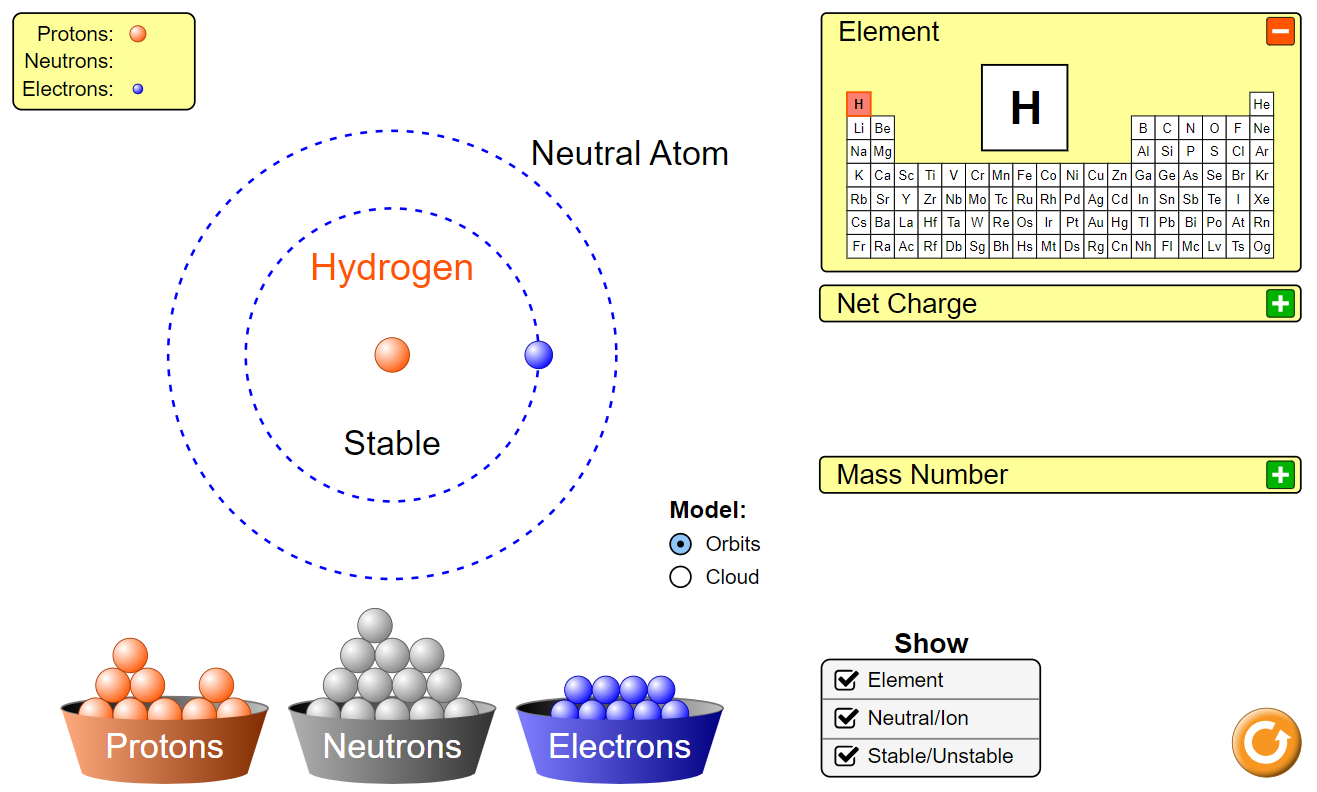 Protons:
Neutrons:
Electrons:
Neutral Atom
Hydrogen
Stable
Element
H
H He
Li Be B C N O F Ne
Na Mg Al Si P S Cl Ar
K Ca Sc Ti V Cr Mn Fe Co Ni Cu Zn Ga Ge As Se Br Kr
Rb Sr Y Zr Nb Mo Tc Ru Rh Pd Ag Cd In Sn Sb Te I Xe
Cs Ba La Hf Ta W Re Os Ir Pt Au Hg Tl Pb Bi Po At Rn
Fr Ra Ac Rf Db Sg Bh Hs Mt Ds Rg Cn Nh Fl Mc Lv Ts Og
Net Charge
Mass Number
Model:
Orbits
Cloud
Protons
Neutrons
Electrons
Show
Element
Neutral/Ion
Stable/Unstable